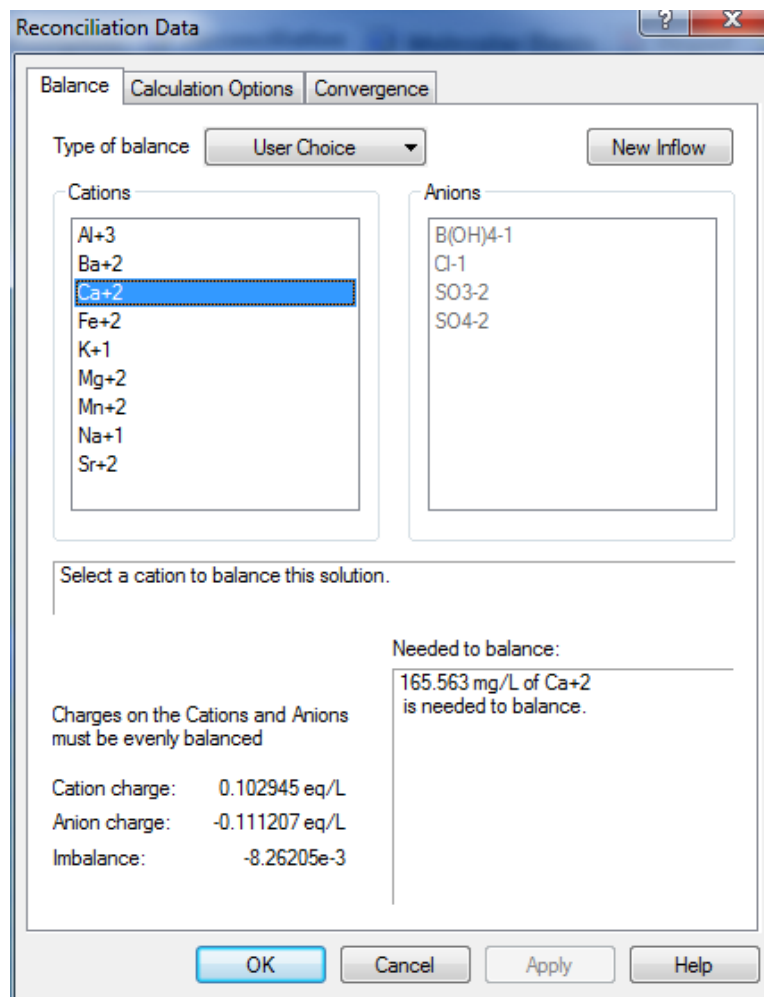 Reconciliation Data
?
X
Balance
Calculation Options
Convergence
Type of balance
User Choice
New Inflow
Cations
Al+3
Ba+2
Ca+2
Fe+2
K+1
Mg+2
Mn+2
Na+1
Sr+2
Anions
B(OH)4-1
Cl-1
SO3-2
SO4-2
Select a cation to balance this solution.
Needed to balance:
165.563 mg/L of Ca+2
is needed to balance.
Charges on the Cations and Anions
must be evenly balanced
Cation charge: 0.102945 eq/L
Anion charge: -0.111207 eq/L
Imbalance: -8.26205e-3
OK
Cancel
Apply
Help